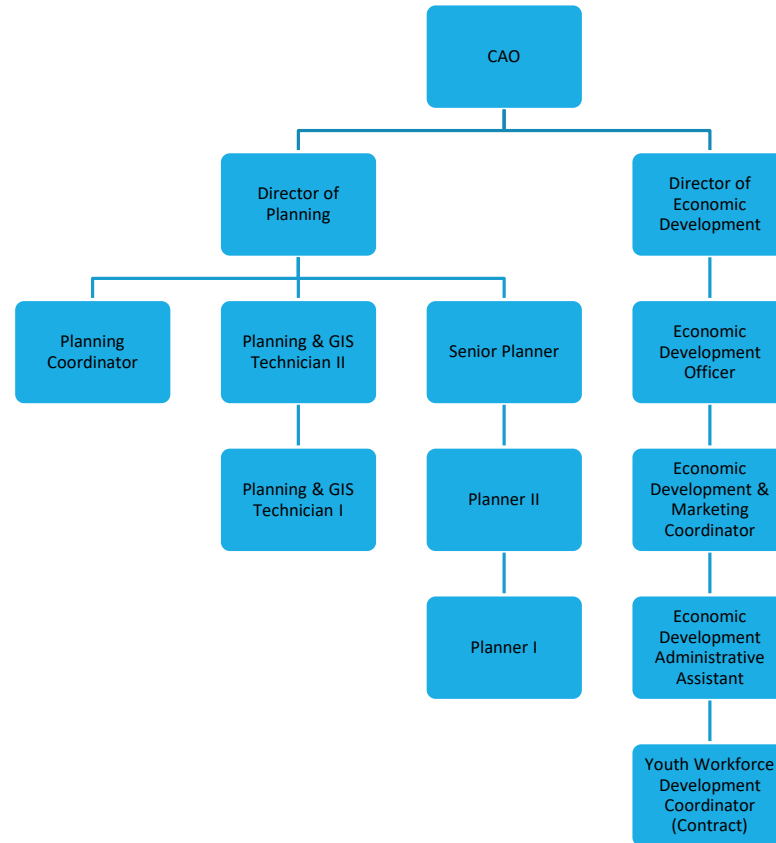 CAO
Director of
Planning
Director of
Economic
Development
Planning
Coordinator
Planning & GIS
Technician II
Senior Planner
Economic
Development
Officer
Planning & GIS
Technician I
Planner II
Economic
Development &
Marketing
Coordinator
Planner I
Economic
Development
Administrative
Assistant
Youth Workforce
Development
Coordinator
(Contract)